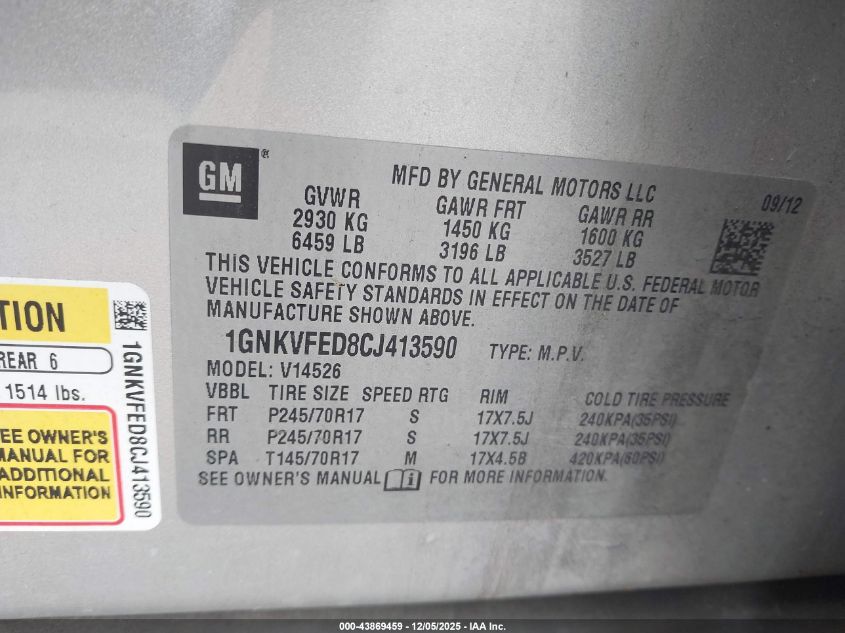 GM®
MFD BY GENERAL MOTORS LLC
09/12
GVWR GAWR FRT GAWR RR
2930 KG 1450 KG 1600 KG
6459 LB 3196 LB 3527 LB
THIS VEHICLE CONFORMS TO ALL APPLICABLE U.S. FEDERAL MOTOR
VEHICLE SAFETY STANDARDS IN EFFECT ON THE DATE OF
MANUFACTURE SHOWN ABOVE.
1GNKVFED8CJ413590 TYPE: M.P.V.
MODEL: V14526
VBBL TIRE SIZE SPEED RTG RIM COLD TIRE PRESSURE
FRT P245/70R17 S 17X7.5J 240KPA(35PSI)
RR P245/70R17 S 17X7.5J 240KPA(35PSI)
SPA T145/70R17 M 17X4.5B 420KPA(60PSI)
SEE OWNER'S MANUAL i FOR MORE INFORMATION.
TION
REAR 6
1514 lbs.
EE OWNER'S
MANUAL FOR
ADDITIONAL
INFORMATION
1GNKVFED8CJ413590
000-43869459 - 12/05/2025 - IAA Inc.